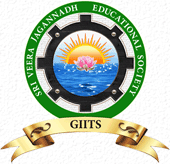 SRI VEERA JAGANNADH EDUCATIONAL SOCIETY
GIITS